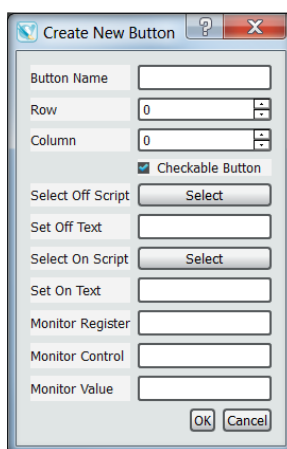 Create New Button ? X
Button Name
Row 0
Column 0
Checkable Button
Select Off Script Select
Set Off Text
Select On Script Select
Set On Text
Monitor Register
Monitor Control
Monitor Value
OK Cancel